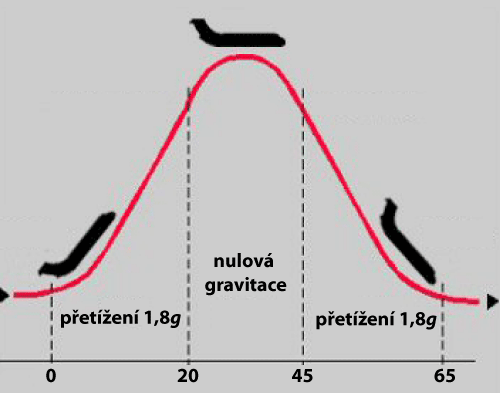 nulová
gravitace
přetížení 1,8g
přetížení 1,8g
0
20
45
65